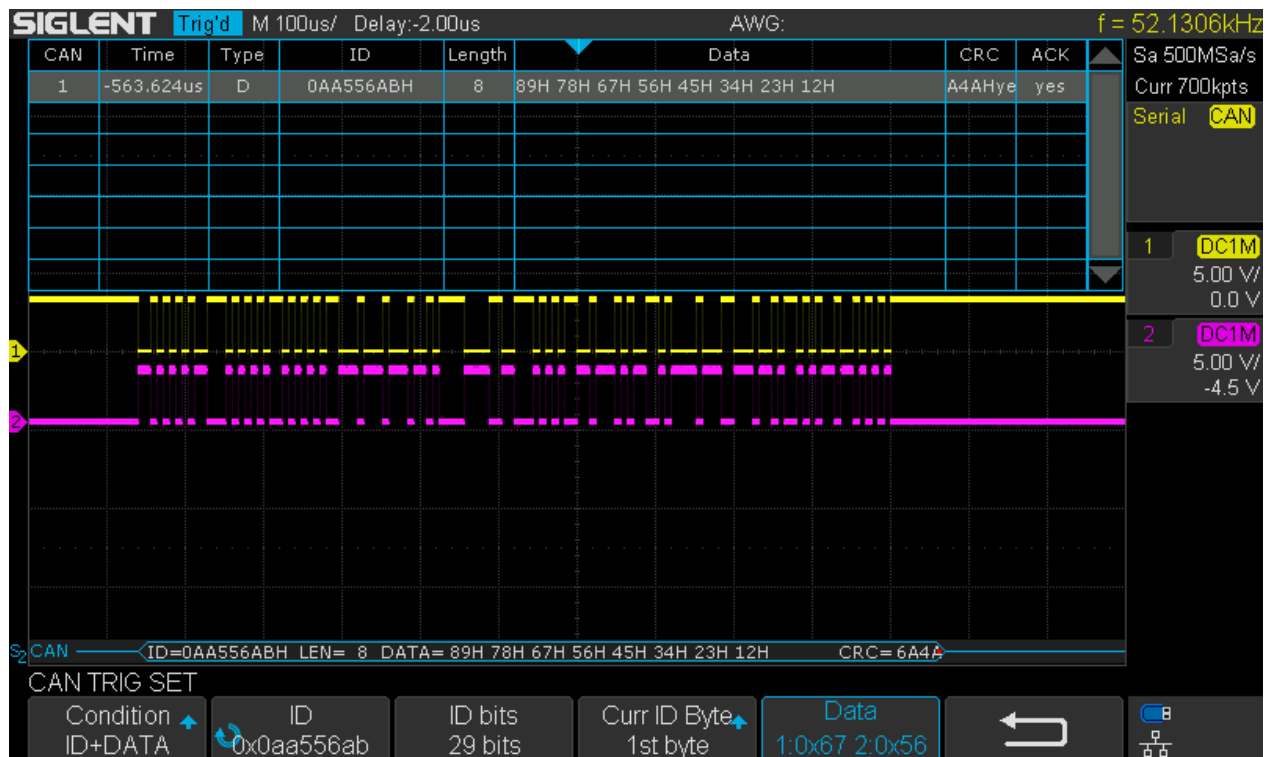 SIGLENT Trig'd M 100us/ Delay:-2.00us AWG: f = 52.1306kHz
CAN Time Type ID Length Data CRC ACK
Sa 500MSa/s
1 -563.624us D 0AA556ABH 8 89H 78H 67H 56H 45H 34H 23H 12H A4AHye yes
Curr 700kpts
Serial CAN
1 DC1M
5.00 V/
0.0 V
2 DC1M
5.00 V/
-4.5 V
1
2
S2 CAN ID=0AA556ABH LEN= 8 DATA= 89H 78H 67H 56H 45H 34H 23H 12H CRC= 6A4A
CAN TRIG SET
Condition ID ID bits Curr ID Byte Data
ID+DATA 0x0aa556ab 29 bits 1st byte 1:0x67 2:0x56